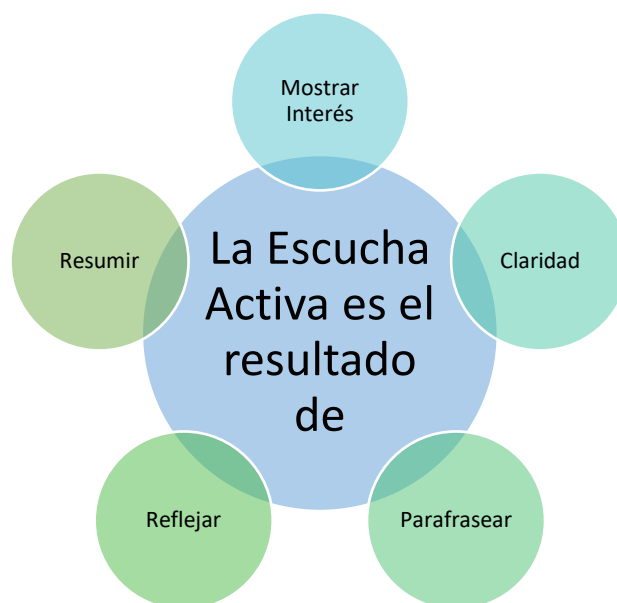 Mostrar
Interés
La Escucha
Activa es el
resultado
de
Claridad
Parafrasear
Reflejar
Resumir